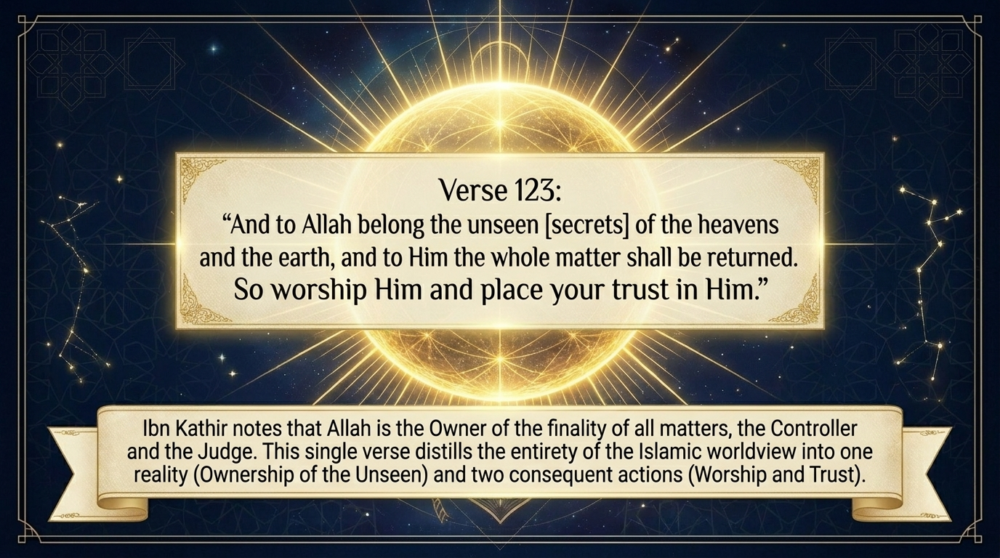 Verse 123:
“And to Allah belong the unseen [secrets] of the heavens
and the earth, and to Him the whole matter shall be returned.
So worship Him and place your trust in Him.”
Ibn Kathir notes that Allah is the Owner of the finality of all matters, the Controller
and the Judge. This single verse distills the entirety of the Islamic worldview into one
reality (Ownership of the Unseen) and two consequent actions (Worship and Trust).